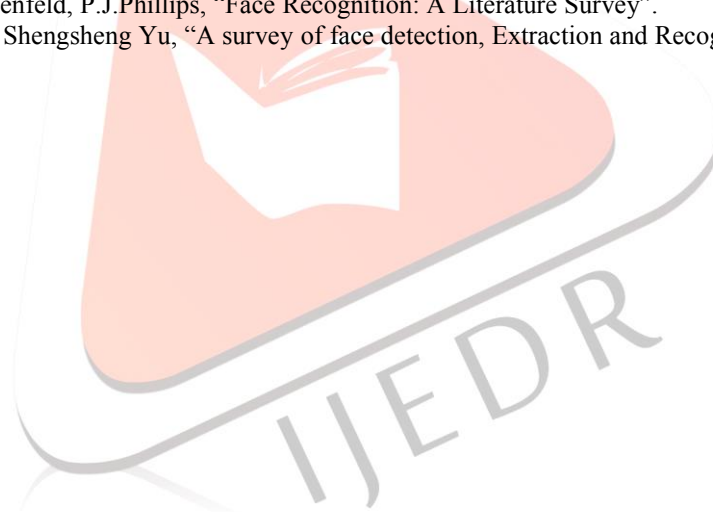 enfeld, P.J.Phillips, “Face Recognition: A Literature Survey”.
Shengsheng Yu, “A survey of face detection, Extraction and Recog
IJEDR